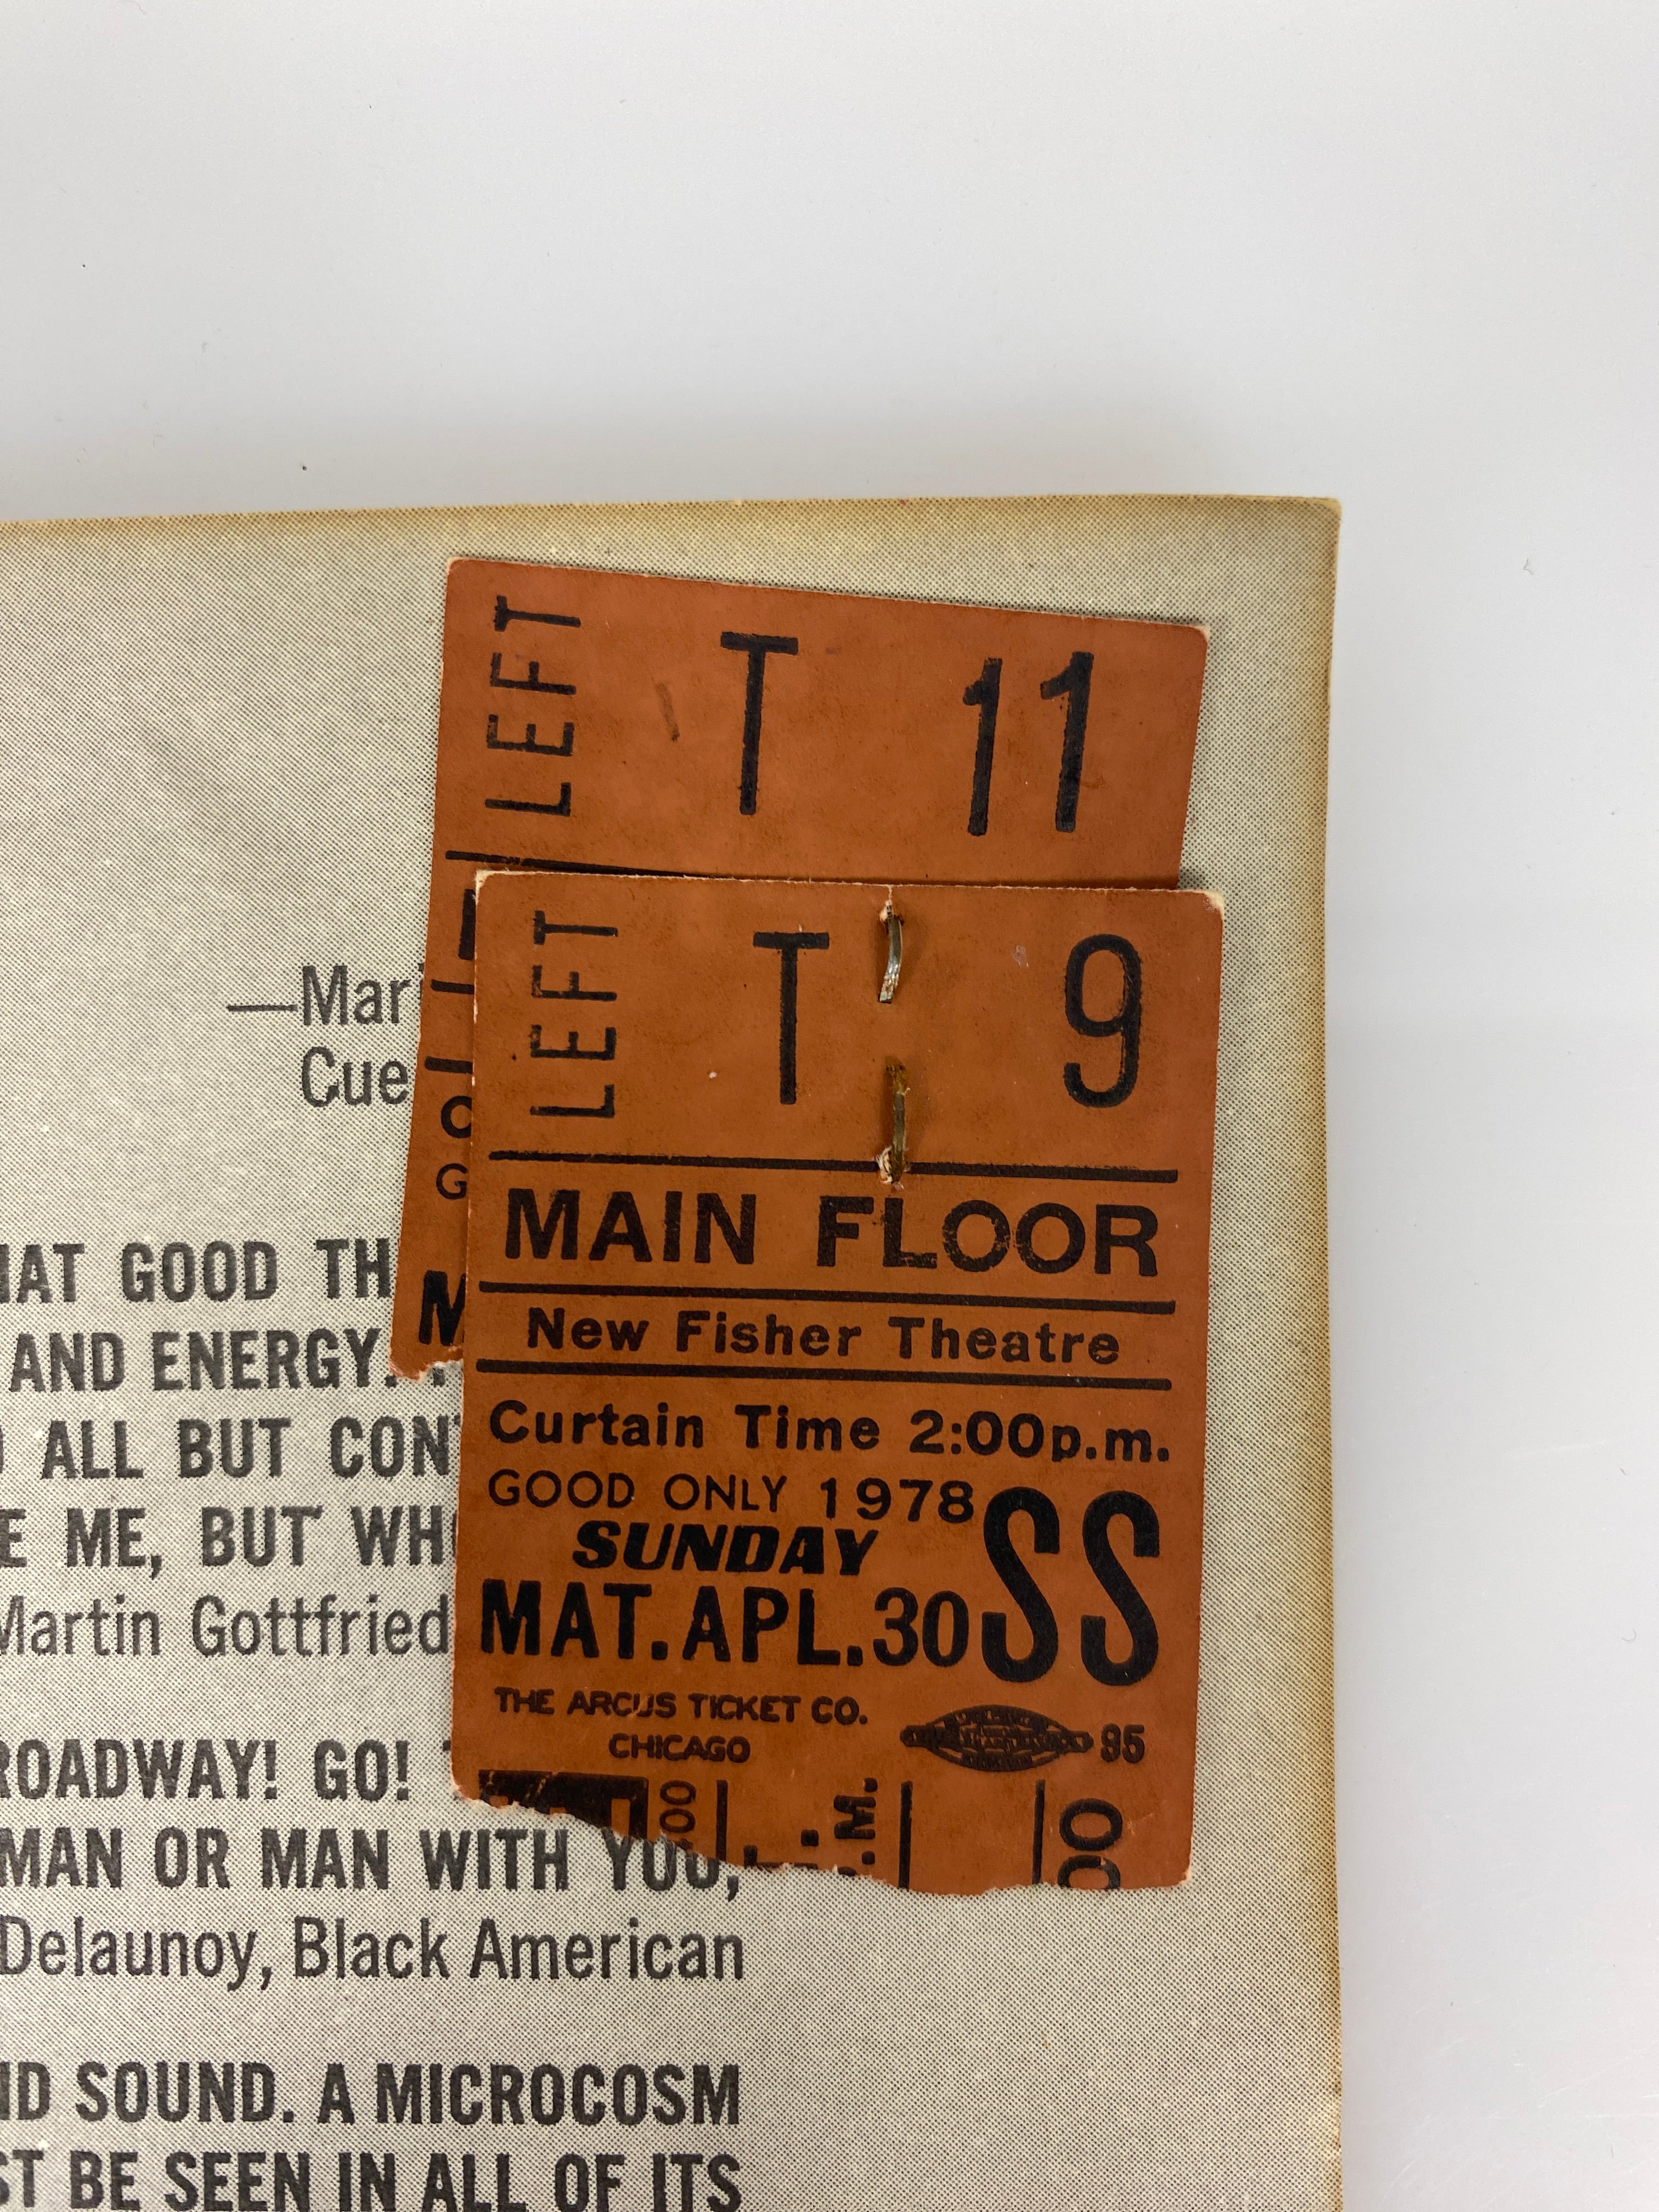 LEFT T 11
LEFT T 9
MAIN FLOOR
New Fisher Theatre
Curtain Time 2:00p.m.
GOOD ONLY 1978
SUNDAY
MAT. APL. 30 SS
THE ARCUS TICKET CO.
CHICAGO
95
—Mar
Cue
GOOD TH
AND ENERGY.
ALL BUT CON
ME, BUT WH
Martin Gottfried
ROADWAY! GO!
MAN OR MAN WITH YOU,
Delaunoy, Black American
ND SOUND. A MICROCOSM
ST BE SEEN IN ALL OF ITS